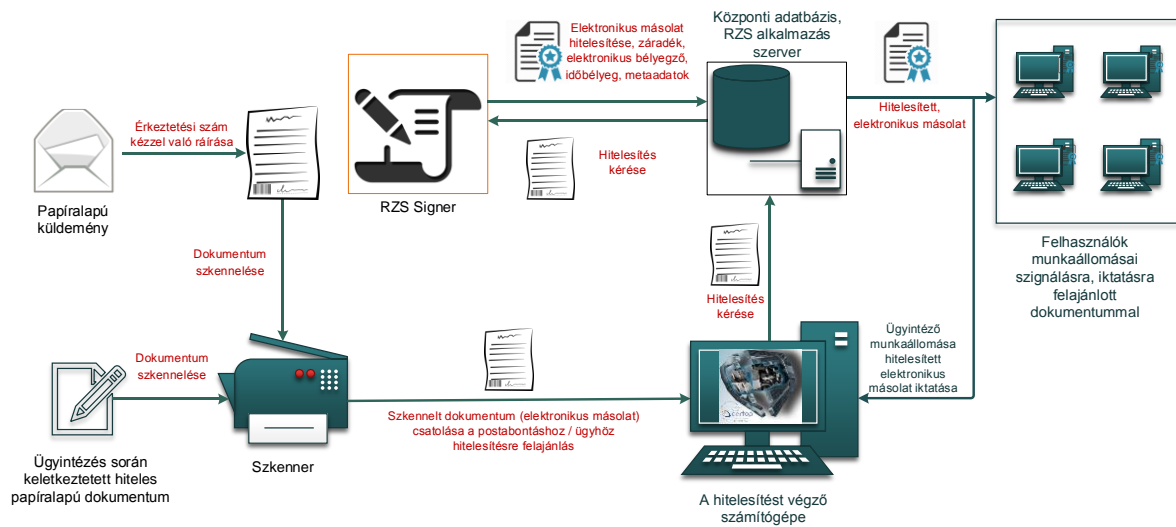 Elektronikus másolat
hitelesítése, záradék,
elektronikus bélyegző,
időbélyeg, metaadatok
Központi adatbázis,
RZS alkalmazás
szerver
Hitelesített,
elektronikus másolat
Érkeztetési szám
kézzel való ráírása
Hitelesítés
kérése
RZS Signer
Papíralapú
küldemény
Dokumentum
szkennelése
Felhasználók
munkaállomásai
szignálásra, iktatásra
felajánlott
dokumentummal
Hitelesítés
kérése
Ügyintéző
munkaállomása
hitelesített
elektronikus
másolat iktatása
Dokumentum
szkennelése
Szkennelt dokumentum (elektronikus másolat)
csatolása a postabontáshoz / ügyhöz
hitelesítésre felajánlás
Ügyintézés során
keletkeztetett hiteles
papíralapú dokumentum
Szkenner
A hitelesítést végző
számítógépe